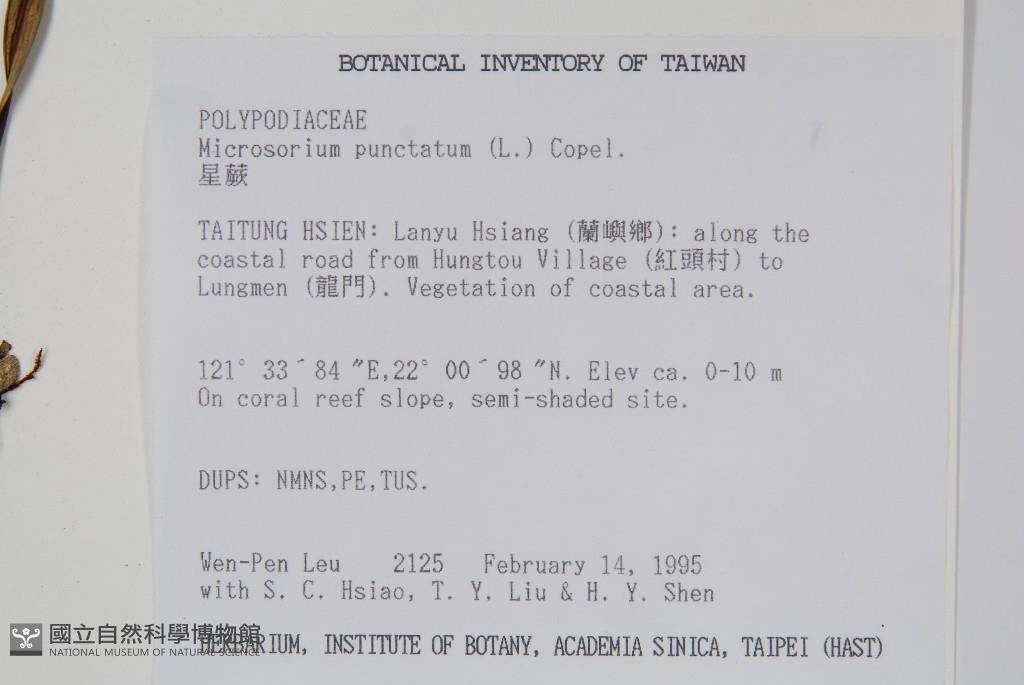 BOTANICAL INVENTORY OF TAIWAN
POLYPODIACEAE
Microsorium punctatum (L.) Copel.
星蕨
TAITUNG HSIEN: Lanyu Hsiang (蘭嶼鄉): along the
coastal road from Hungtou Village (紅頭村) to
Lungmen (龍門). Vegetation of coastal area.
121° 33 ˊ 84 ˝E,22° 00 ˊ 98 ˝N. Elev ca. 0-10 m
On coral reef slope, semi-shaded site.
DUPS: NMNS,PE,TUS.
Wen-Pen Leu 2125 February 14, 1995
with S. C. Hsiao, T. Y. Liu & H. Y. Shen
HERBARIUM, INSTITUTE OF BOTANY, ACADEMIA SINICA, TAIPEI (HAST)
國立自然科學博物館
NATIONAL MUSEUM OF NATURAL SCIENCE